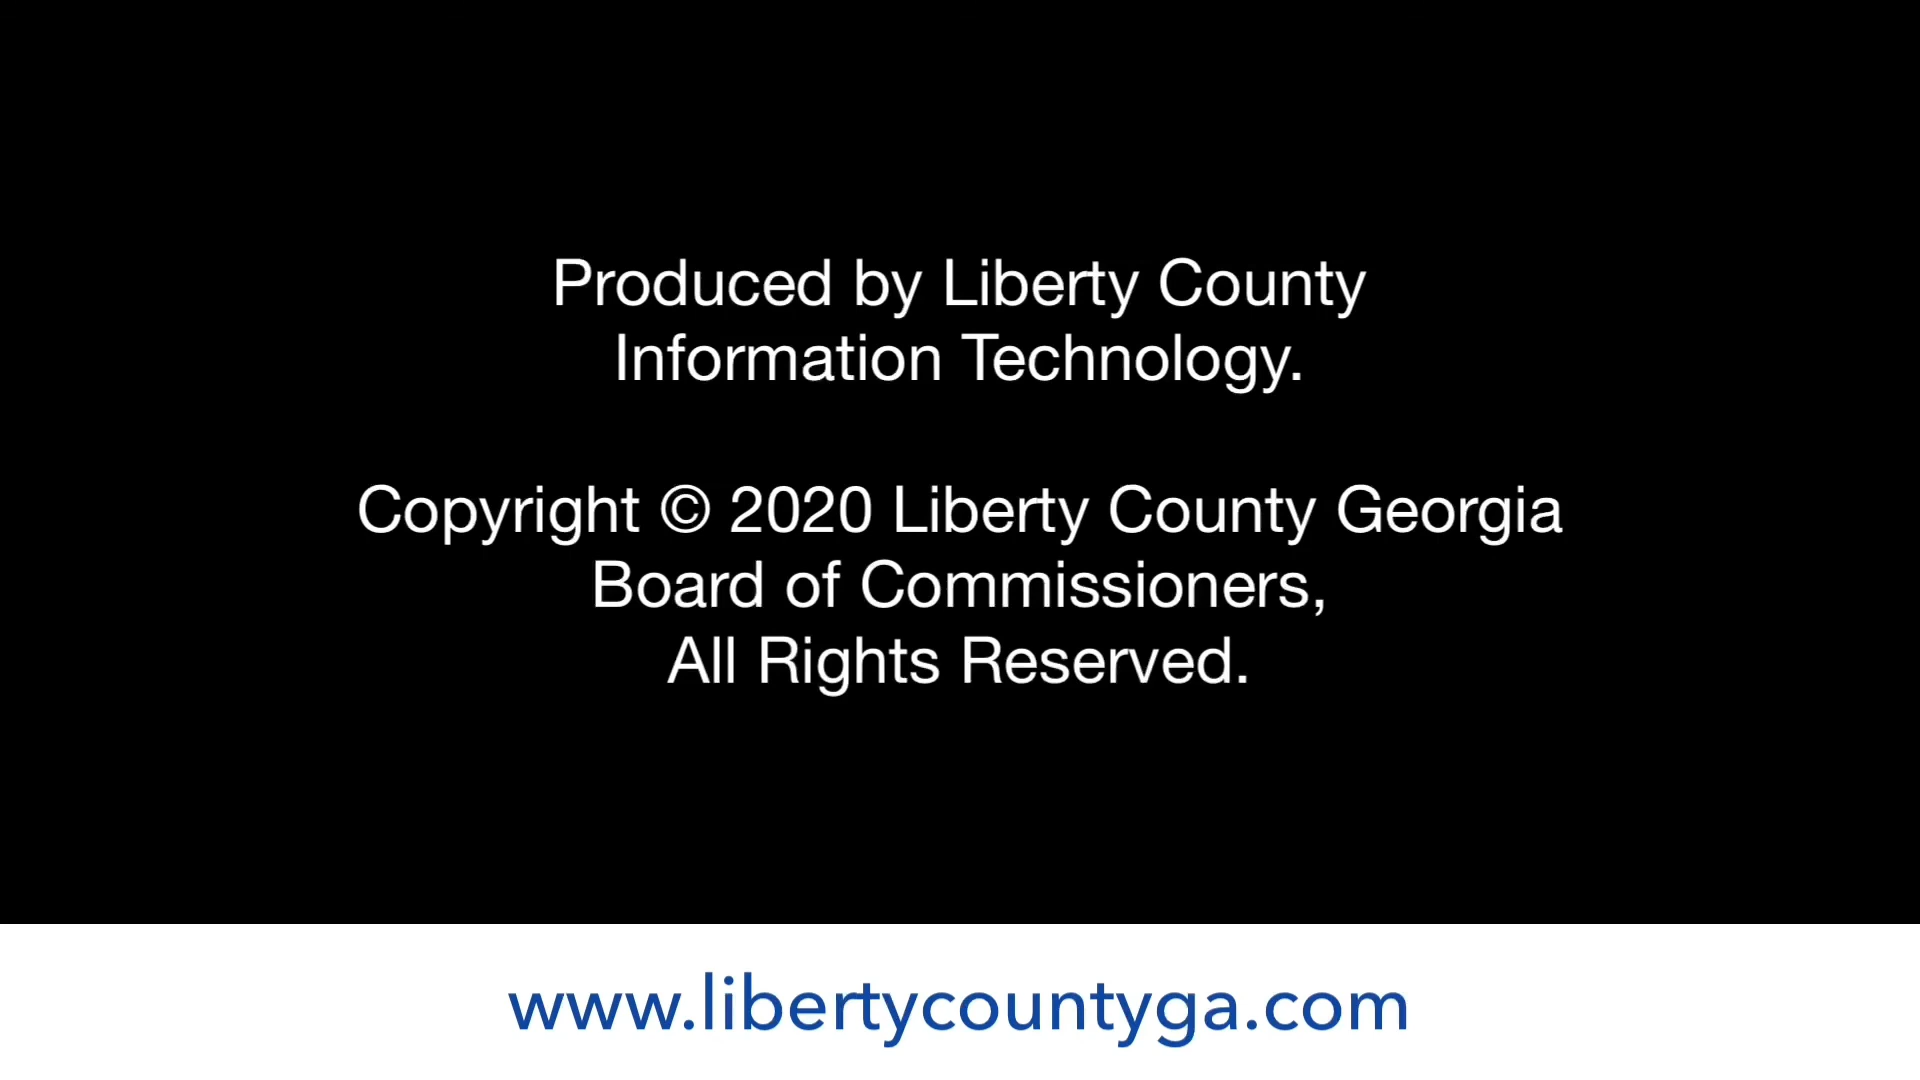 Produced by Liberty County
Information Technology.
Copyright © 2020 Liberty County Georgia
Board of Commissioners,
All Rights Reserved.
www.libertycountyga.com